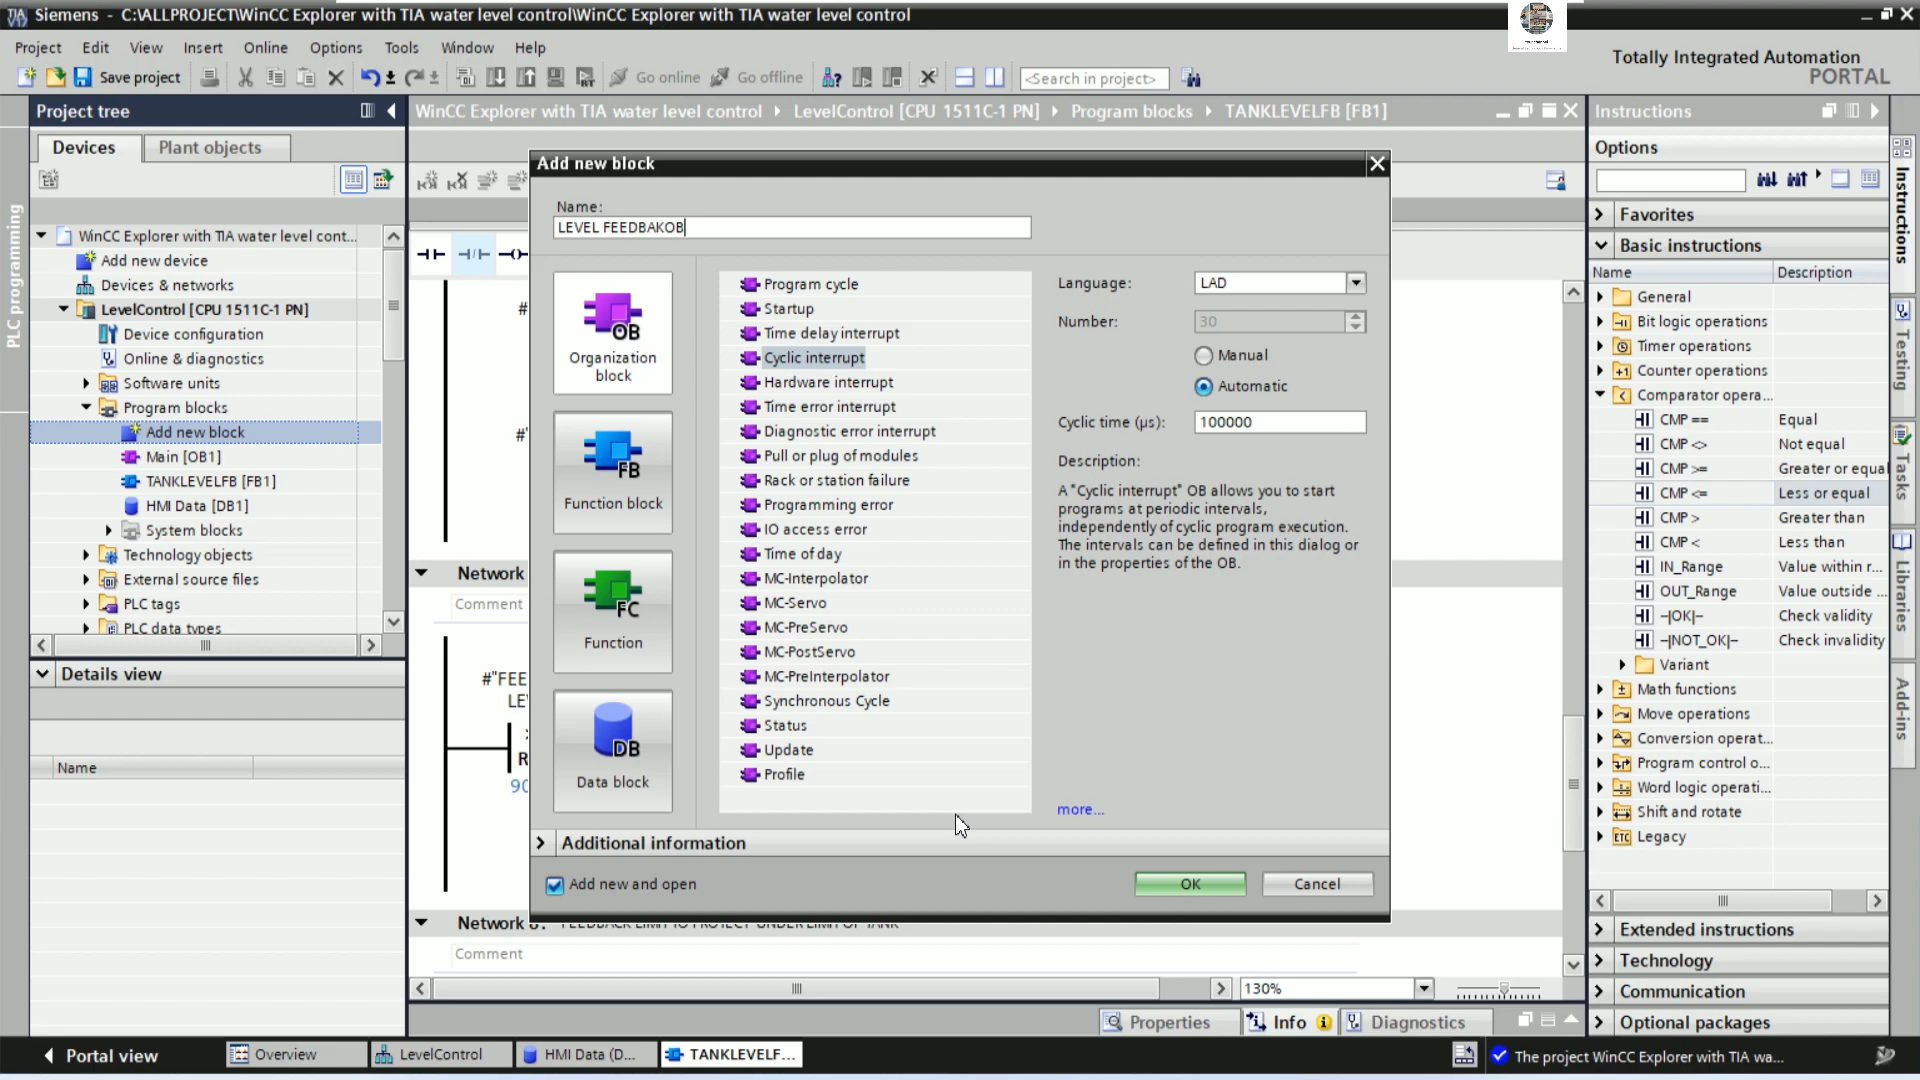 Siemens - C:\ALLPROJECT\WinCC Explorer with TIA water level control\WinCC Explorer with TIA water level control
Project Edit View Insert Online Options Tools Window Help
Totally Integrated Automation
PORTAL
Save project
Go online
Go offline
<Search in project>
Project tree
WinCC Explorer with TIA water level control
LevelControl [CPU 1511C-1 PN]
Program blocks
TANKLEVELFB [FB1]
Instructions
Devices
Plant objects
Options
PLC programming
WinCC Explorer with TIA water level cont...
Add new device
Devices & networks
LevelControl [CPU 1511C-1 PN]
Device configuration
Online & diagnostics
Software units
Program blocks
Add new block
Main [OB1]
TANKLEVELFB [FB1]
HMI Data [DB1]
System blocks
Technology objects
External source files
PLC tags
PLC data types
Details view
Name
Add new block
Name:
LEVEL FEEDBAKOB
OB
Organization
block
FB
Function block
FC
Function
DB
Data block
Program cycle
Startup
Time delay interrupt
Cyclic interrupt
Hardware interrupt
Time error interrupt
Diagnostic error interrupt
Pull or plug of modules
Rack or station failure
Programming error
IO access error
Time of day
MC-Interpolator
MC-Servo
MC-PreServo
MC-PostServo
MC-PreInterpolator
Synchronous Cycle
Status
Update
Profile
Language:
LAD
Number:
30
Manual
Automatic
Cyclic time (µs):
100000
Description:
A "Cyclic interrupt" OB allows you to start
programs at periodic intervals,
independently of cyclic program execution.
The intervals can be defined in this dialog or
in the properties of the OB.
more...
Additional information
Add new and open
OK
Cancel
Network
Comment
#"FEE
LE
R
90
Network
Comment
130%
Properties
Info
Diagnostics
Favorites
Basic instructions
Name
Description
General
Bit logic operations
Timer operations
Counter operations
Comparator opera...
CMP == Equal
CMP <> Not equal
CMP >= Greater or equal
CMP <= Less or equal
CMP > Greater than
CMP < Less than
IN_Range Value within r...
OUT_Range Value outside ...
-|OK|- Check validity
-|NOT_OK|- Check invalidity
Variant
Math functions
Move operations
Conversion operat...
Program control o...
Word logic operati...
Shift and rotate
Legacy
Extended instructions
Technology
Communication
Optional packages
Instructions
Testing
Tasks
Libraries
Add-ins
Portal view
Overview
LevelControl
HMI Data (D...
TANKLEVELF...
The project WinCC Explorer with TIA wa...